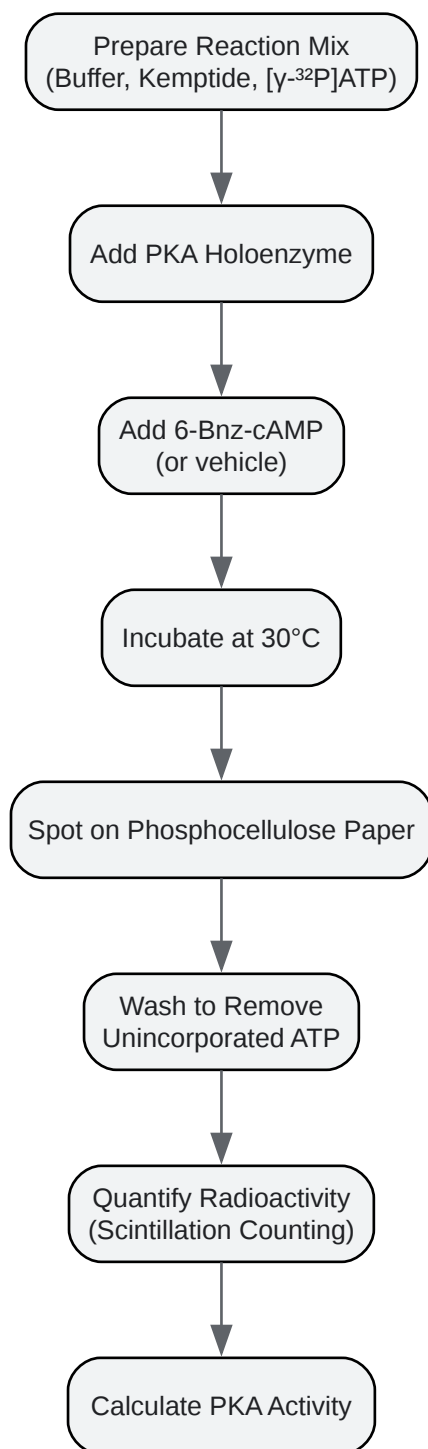 Prepare Reaction Mix
(Buffer, Kemptide, [γ-³²P]ATP)
Add PKA Holoenzyme
Add 6-Bnz-cAMP
(or vehicle)
Incubate at 30°C
Spot on Phosphocellulose Paper
Wash to Remove
Unincorporated ATP
Quantify Radioactivity
(Scintillation Counting)
Calculate PKA Activity